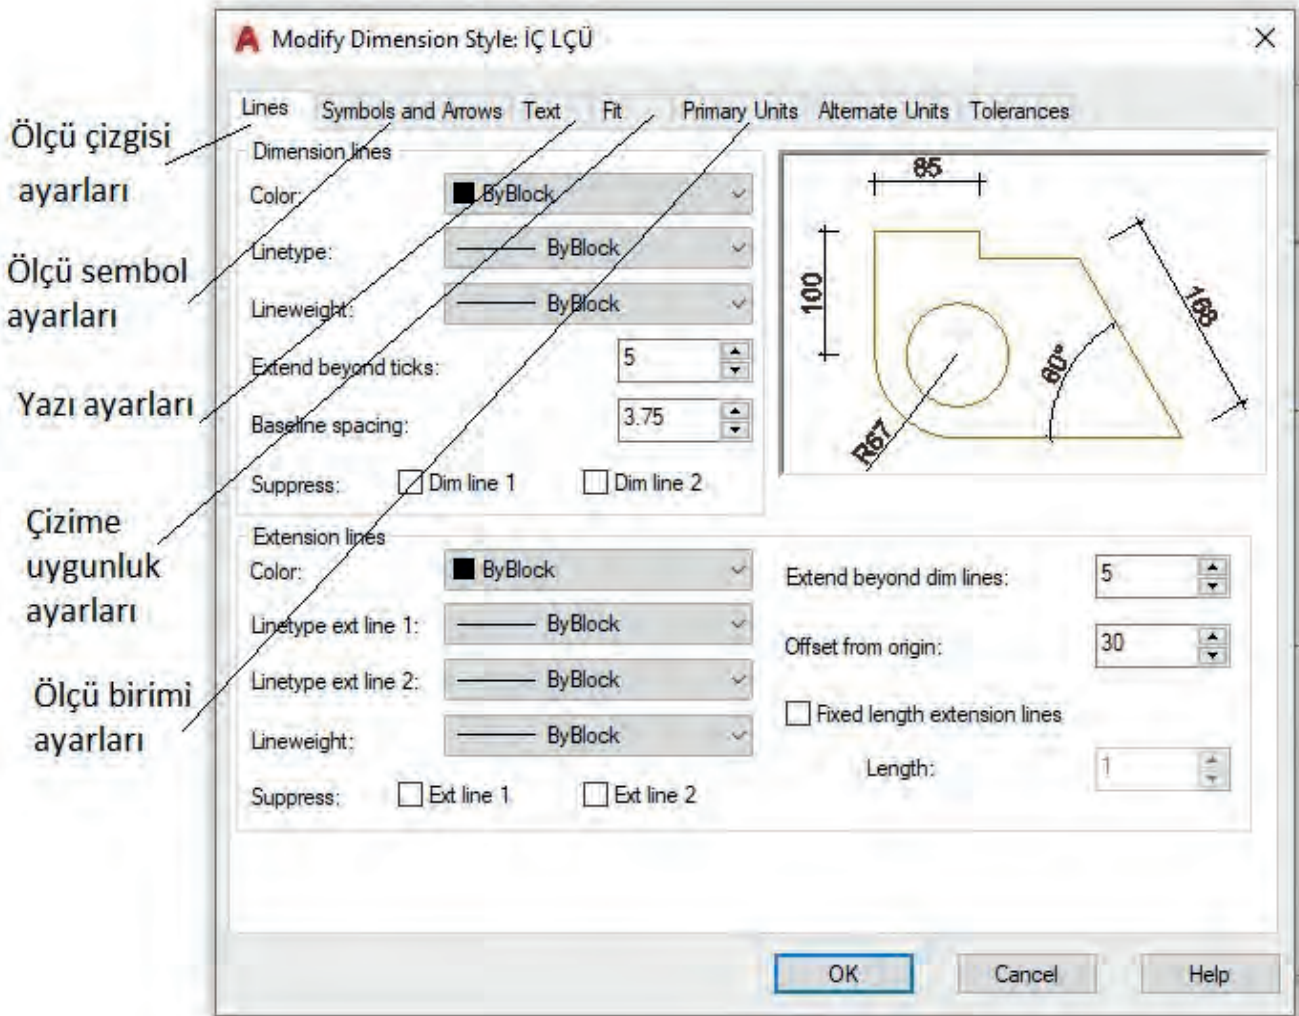 Modify Dimension Style: İÇ LÇÜ
Lines Symbols and Arrows Text Fit Primary Units Alternate Units Tolerances
Ölçü çizgisi
ayarları
Ölçü sembol
ayarları
Yazı ayarları
Çizime
uygunluk
ayarları
Ölçü birimi
ayarları
Dimension lines
Color: ByBlock
Linetype: ByBlock
Lineweight: ByBlock
Extend beyond ticks: 5
Baseline spacing: 3.75
Suppress: Dim line 1 Dim line 2
85
100
168
60°
R67
Extension lines
Color: ByBlock
Linetype ext line 1: ByBlock
Linetype ext line 2: ByBlock
Lineweight: ByBlock
Suppress: Ext line 1 Ext line 2
Extend beyond dim lines: 5
Offset from origin: 30
Fixed length extension lines
Length: 1
OK Cancel Help